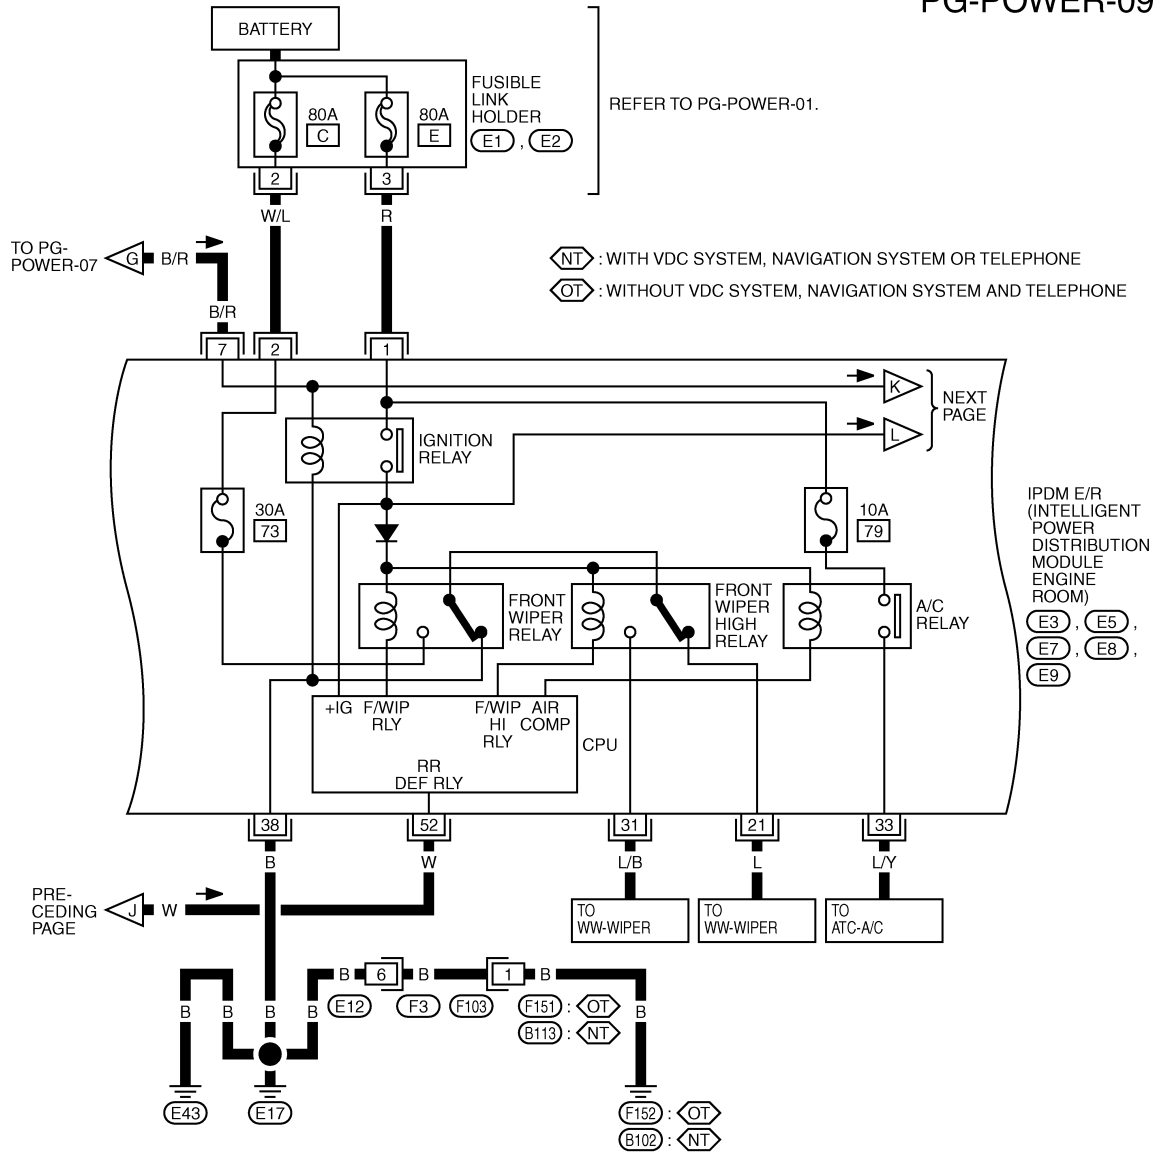 PG-POWER-09
BATTERY
FUSIBLE
LINK
HOLDER
E1 , E2
80A
C
80A
E
REFER TO PG-POWER-01.
2
3
W/L
R
TO PG-
POWER-07
G
B/R
B/R
NT : WITH VDC SYSTEM, NAVIGATION SYSTEM OR TELEPHONE
OT : WITHOUT VDC SYSTEM, NAVIGATION SYSTEM AND TELEPHONE
7
2
1
K
L
NEXT
PAGE
IGNITION
RELAY
30A
73
10A
79
IPDM E/R
(INTELLIGENT
POWER
DISTRIBUTION
MODULE
ENGINE
ROOM)
E3 , E5 ,
E7 , E8 ,
E9
FRONT
WIPER
RELAY
FRONT
WIPER
HIGH
RELAY
A/C
RELAY
+IG
F/WIP
RLY
F/WIP
HI
RLY
AIR
COMP
CPU
RR
DEF RLY
38
52
31
21
33
B
W
L/B
L
L/Y
PRE-
CEDING
PAGE
J
W
TO
WW-WIPER
TO
WW-WIPER
TO
ATC-A/C
B
6
B
1
B
E12
F3
F103
F151 : OT
B113 : NT
B
B
B
B
B
E43
E17
F152 : OT
B102 : NT